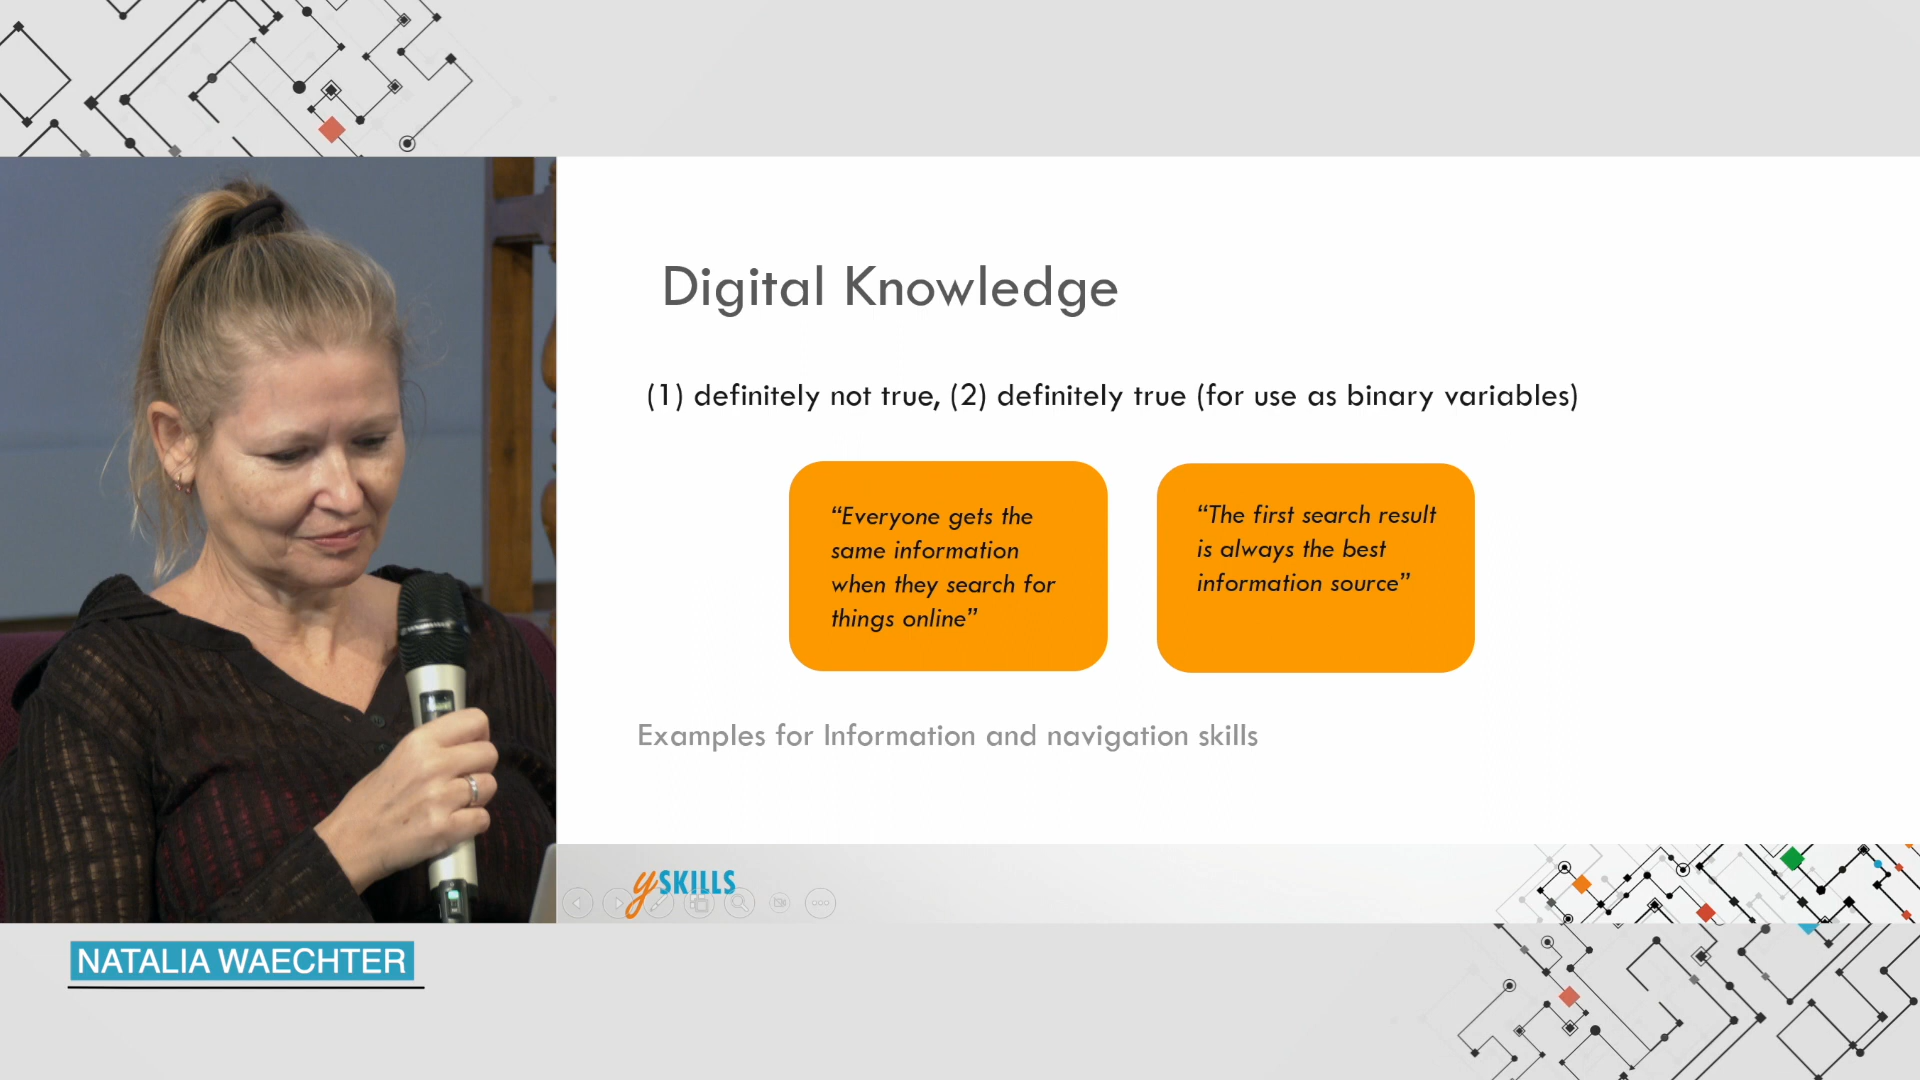 Digital Knowledge
(1) definitely not true, (2) definitely true (for use as binary variables)
“Everyone gets the
same information
when they search for
things online”
“The first search result
is always the best
information source”
Examples for Information and navigation skills
ySKILLS
NATALIA WAECHTER